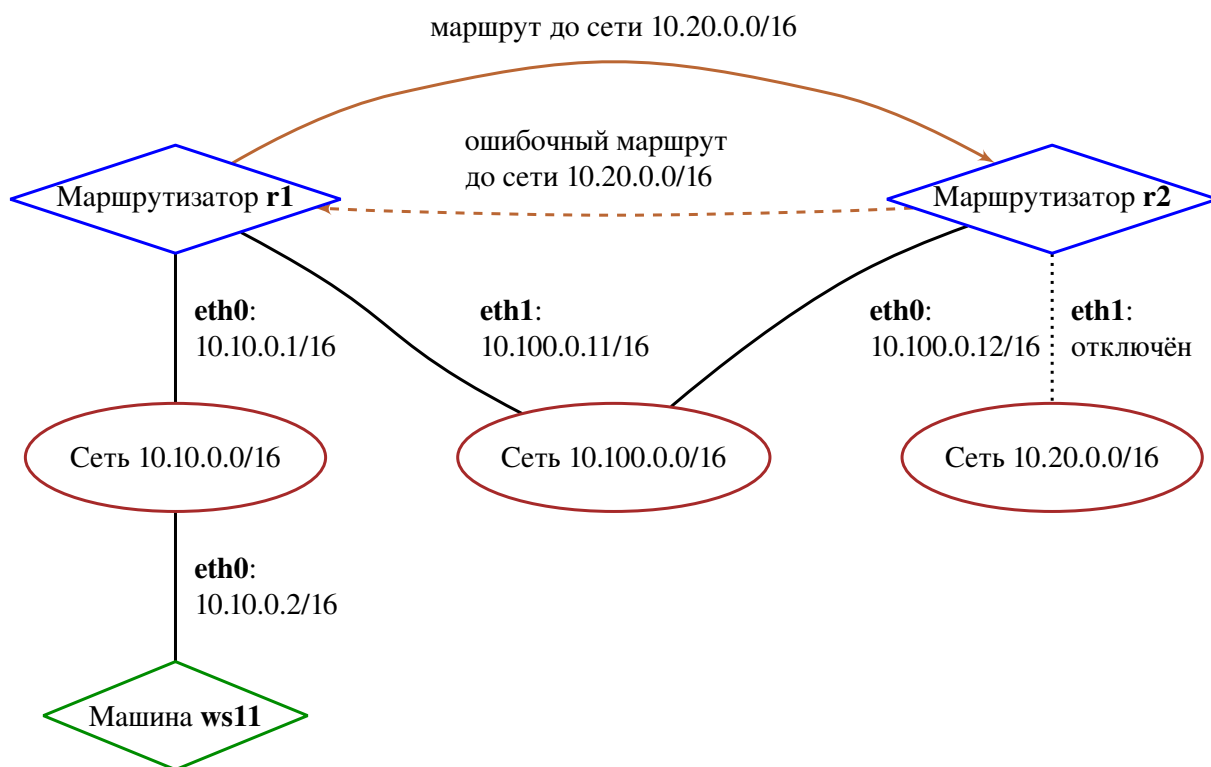 маршрут до сети 10.20.0.0/16
ошибочный маршрут
до сети 10.20.0.0/16
Маршрутизатор r1
Маршрутизатор r2
eth0:
10.10.0.1/16
eth1:
10.100.0.11/16
eth0:
10.100.0.12/16
eth1:
отключён
Сеть 10.10.0.0/16
Сеть 10.100.0.0/16
Сеть 10.20.0.0/16
eth0:
10.10.0.2/16
Машина ws11